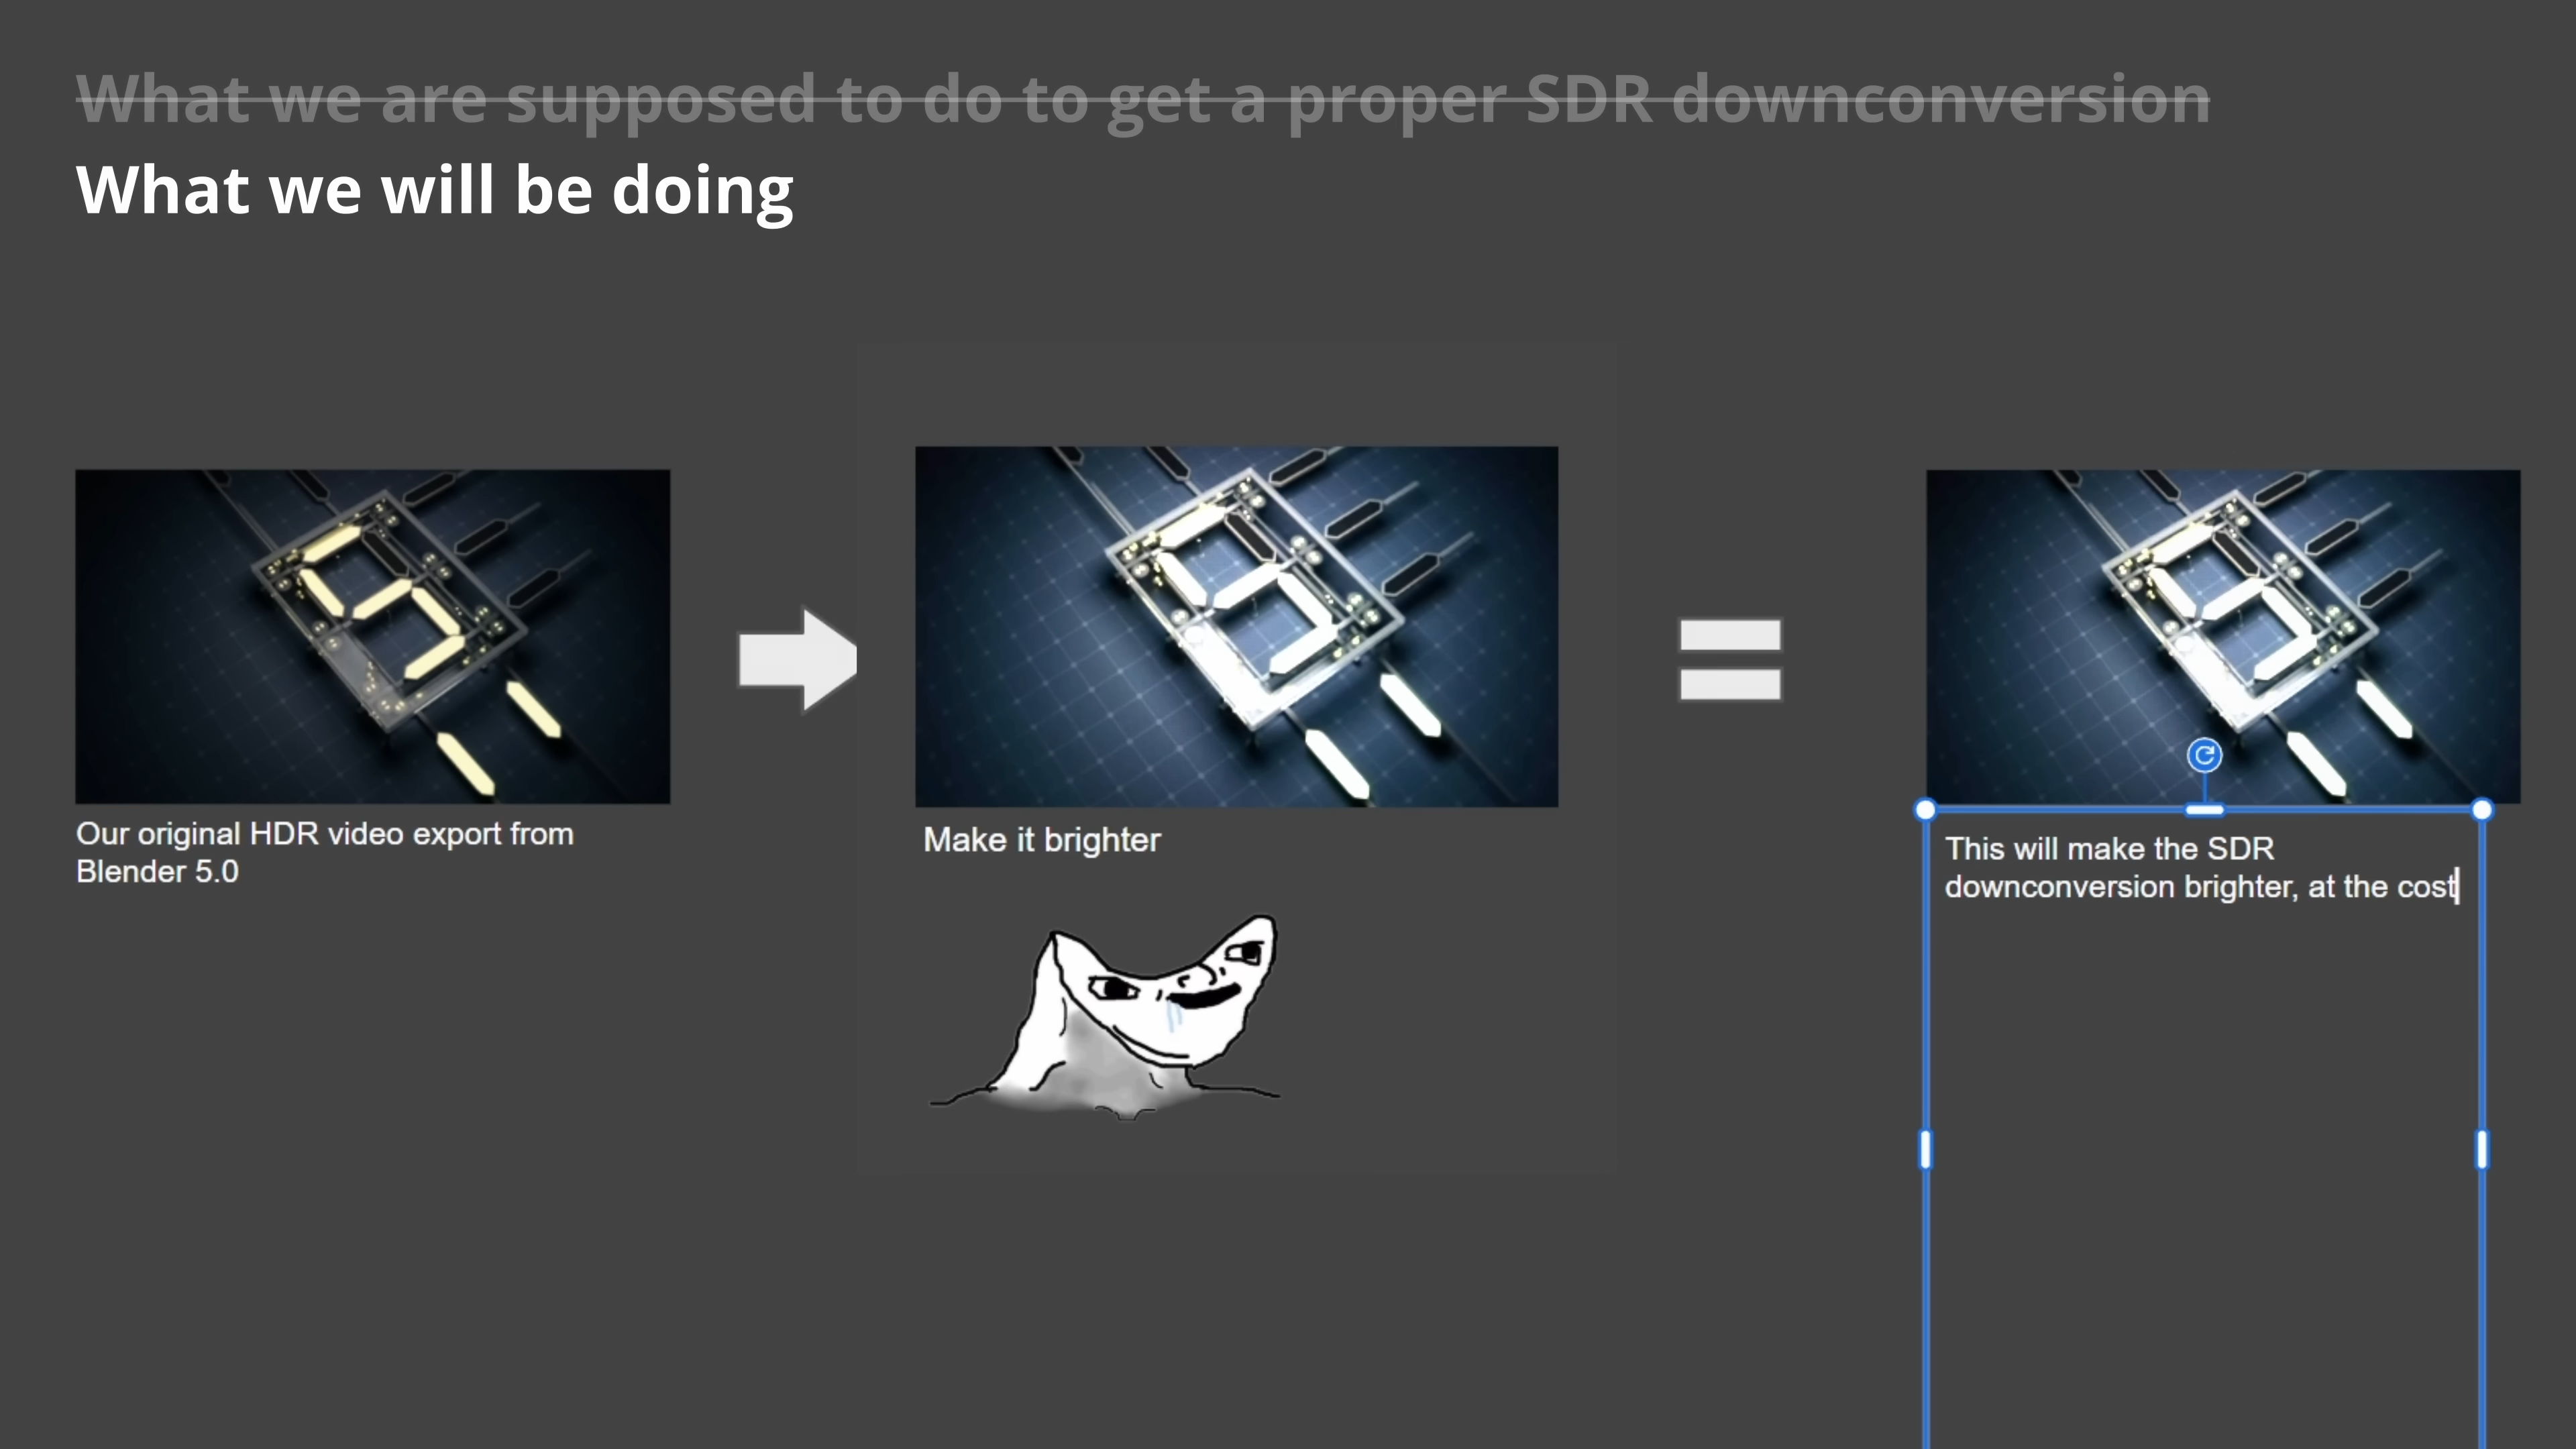 What we are supposed to do to get a proper SDR downconversion
What we will be doing
Our original HDR video export from
Blender 5.0
Make it brighter
This will make the SDR
downconversion brighter, at the cost